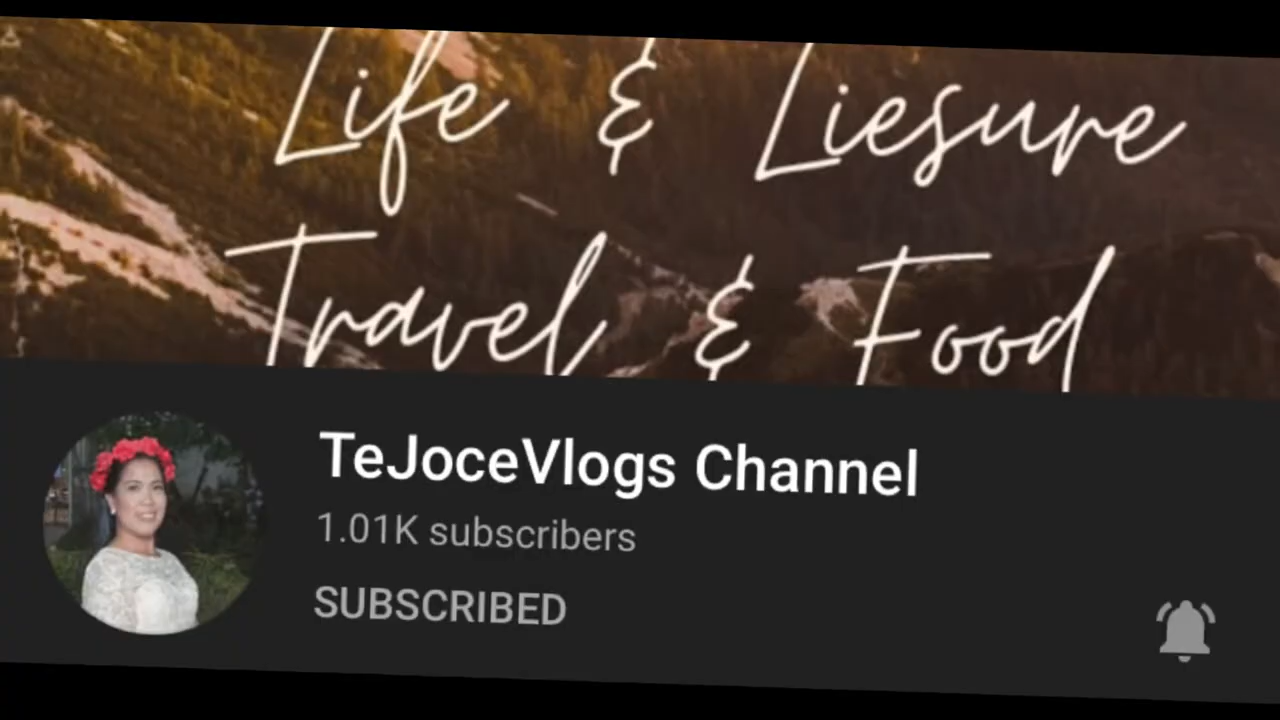 Life & Liesure
Travel & Food
TeJoceVlogs Channel
1.01K subscribers
SUBSCRIBED